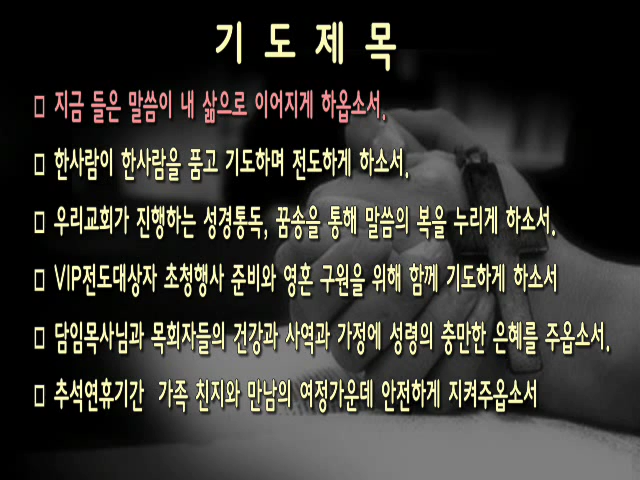 기 도 제 목
□ 지금 들은 말씀이 내 삶으로 이어지게 하옵소서.
□ 한사람이 한사람을 품고 기도하며 전도하게 하소서.
□ 우리교회가 진행하는 성경통독, 꿈송을 통해 말씀의 복을 누리게 하소서.
□ VIP전도대상자 초청행사 준비와 영혼 구원을 위해 함께 기도하게 하소서
□ 담임목사님과 목회자들의 건강과 사역과 가정에 성령의 충만한 은혜를 주옵소서.
□ 추석연휴기간 가족 친지와 만남의 여정가운데 안전하게 지켜주옵소서